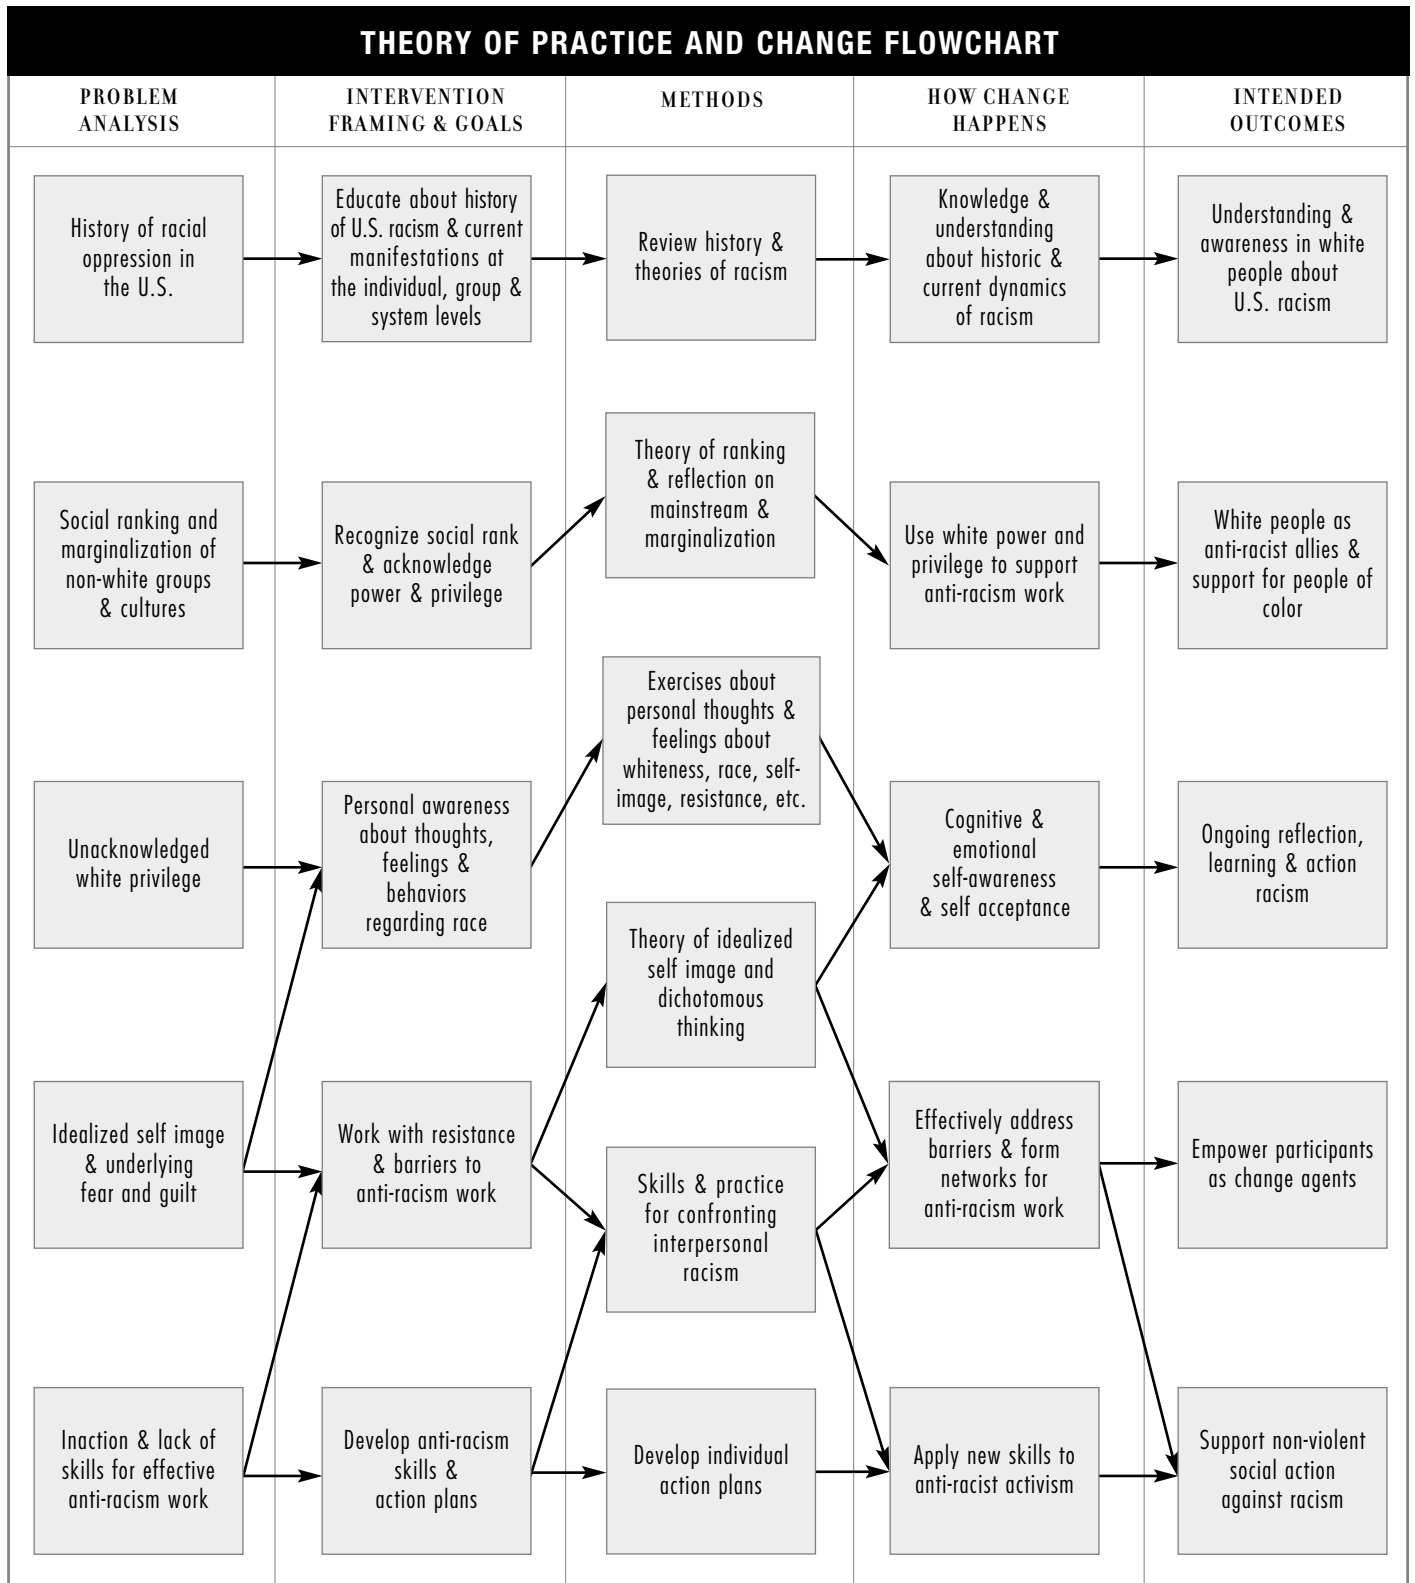 THEORY OF PRACTICE AND CHANGE FLOWCHART
PROBLEM
ANALYSIS
INTERVENTION
FRAMING & GOALS
METHODS
HOW CHANGE
HAPPENS
INTENDED
OUTCOMES
History of racial
oppression in
the U.S.
Educate about history
of U.S. racism & current
manifestations at
the individual, group &
system levels
Review history &
theories of racism
Knowledge &
understanding
about historic &
current dynamics
of racism
Understanding &
awareness in white
people about
U.S. racism
Social ranking and
marginalization of
non-white groups
& cultures
Recognize social rank
& acknowledge
power & privilege
Theory of ranking
& reflection on
mainstream &
marginalization
Use white power and
privilege to support
anti-racism work
White people as
anti-racist allies &
support for people of
color
Unacknowledged
white privilege
Personal awareness
about thoughts,
feelings &
behaviors
regarding race
Exercises about
personal thoughts &
feelings about
whiteness, race, self-
image, resistance, etc.
Cognitive &
emotional
self-awareness
& self acceptance
Ongoing reflection,
learning & action
racism
Theory of idealized
self image and
dichotomous
thinking
Idealized self image
& underlying
fear and guilt
Work with resistance
& barriers to
anti-racism work
Skills & practice
for confronting
interpersonal
racism
Effectively address
barriers & form
networks for
anti-racism work
Empower participants
as change agents
Inaction & lack of
skills for effective
anti-racism work
Develop anti-racism
skills &
action plans
Develop individual
action plans
Apply new skills to
anti-racist activism
Support non-violent
social action
against racism